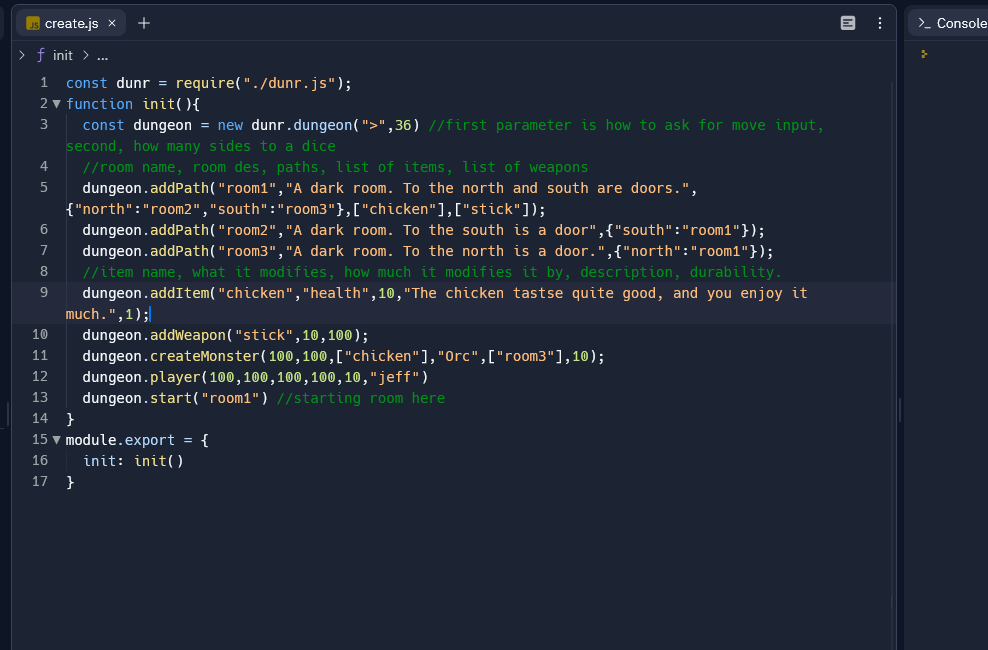 JS create.js × +
>_ Console
> ƒ init > ...
1 const dunr = require("./dunr.js");
2 function init(){
3 const dungeon = new dunr.dungeon(">",36) //first parameter is how to ask for move input,
second, how many sides to a dice
4 //room name, room des, paths, list of items, list of weapons
5 dungeon.addPath("room1","A dark room. To the north and south are doors.",
{"north":"room2","south":"room3"},["chicken"],["stick"]);
6 dungeon.addPath("room2","A dark room. To the south is a door",{"south":"room1"});
7 dungeon.addPath("room3","A dark room. To the north is a door.",{"north":"room1"});
8 //item name, what it modifies, how much it modifies it by, description, durability.
9 dungeon.addItem("chicken","health",10,"The chicken tastse quite good, and you enjoy it
much.",1);
10 dungeon.addWeapon("stick",10,100);
11 dungeon.createMonster(100,100,["chicken"],"Orc",["room3"],10);
12 dungeon.player(100,100,100,100,10,"jeff")
13 dungeon.start("room1") //starting room here
14 }
15 module.export = {
16 init: init()
17 }